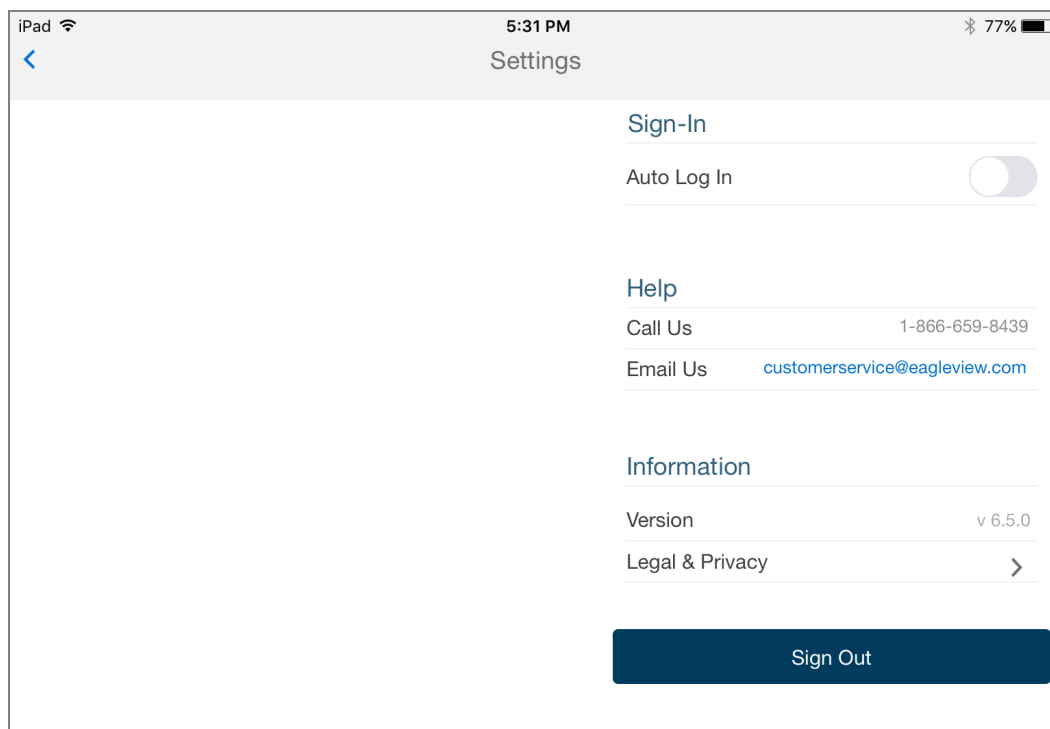 iPad 5:31 PM 77%
Settings
Sign-In
Auto Log In
Help
Call Us 1-866-659-8439
Email Us customerservice@eagleview.com
Information
Version v 6.5.0
Legal & Privacy
Sign Out